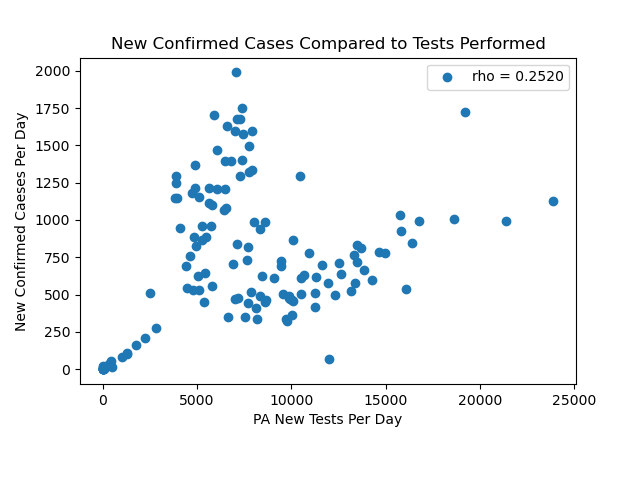 New Confirmed Cases Compared to Tests Performed
rho = 0.2520
2000
1750
1500
1250
1000
750
500
250
0
New Confirmed Caeses Per Day
0 5000 10000 15000 20000 25000
PA New Tests Per Day